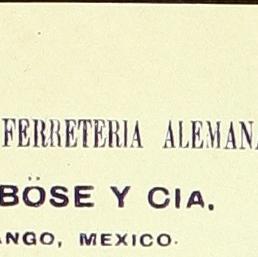 FERRETERIA ALEMANA
BÖSE Y CIA.
ANGO, MEXICO.